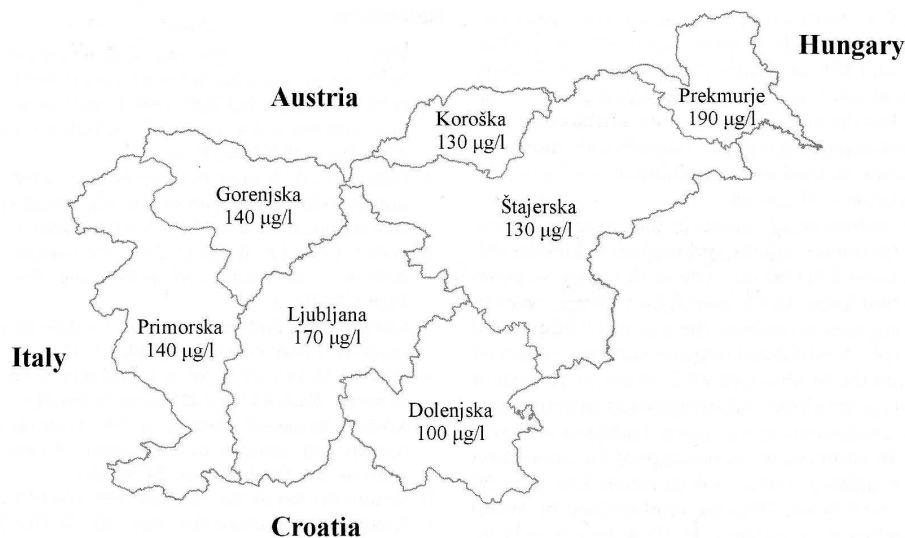 Hungary
Austria
Prekmurje
190 μg/l
Koroška
130 μg/l
Gorenjska
140 μg/l
Štajerska
130 μg/l
Ljubljana
170 μg/l
Primorska
140 μg/l
Italy
Dolenjska
100 μg/l
Croatia